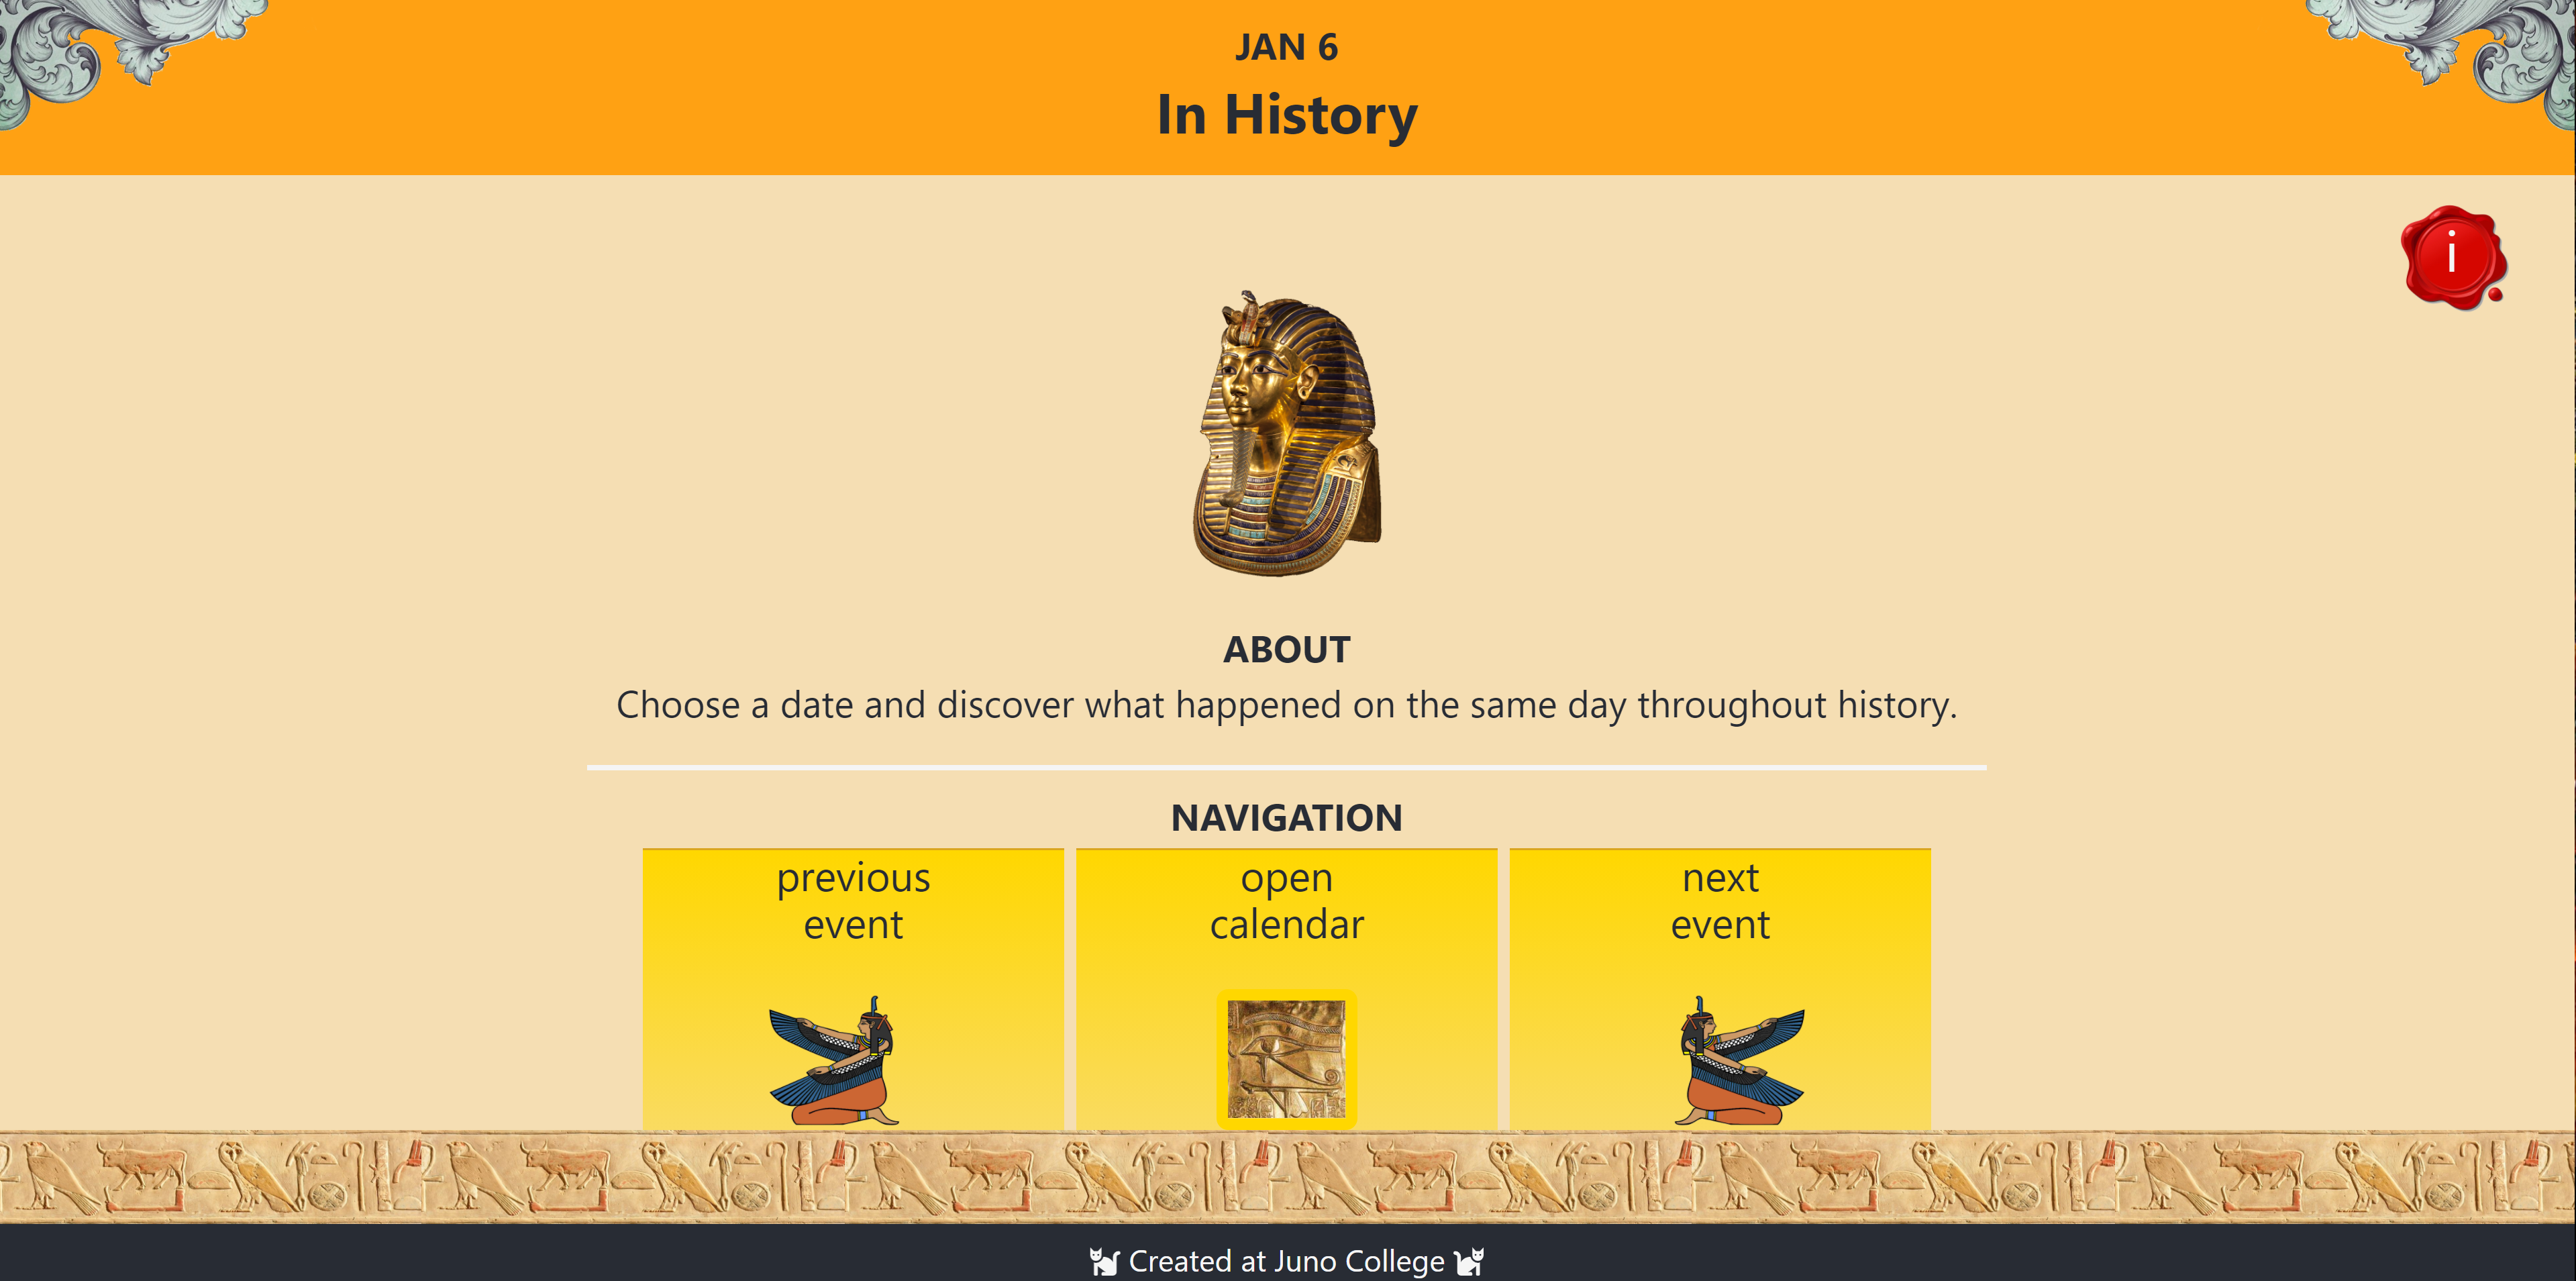 JAN 6
In History
i
ABOUT
Choose a date and discover what happened on the same day throughout history.
NAVIGATION
previous
event
open
calendar
next
event
Created at Juno College